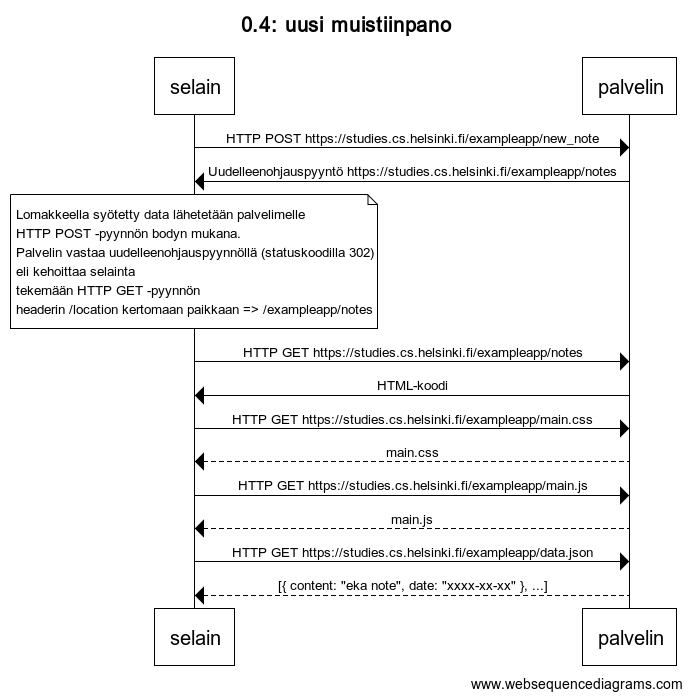 0.4: uusi muistiinpano
selain
palvelin
HTTP POST https://studies.cs.helsinki.fi/exampleapp/new_note
Uudelleenohjauspyyntö https://studies.cs.helsinki.fi/exampleapp/notes
Lomakkeella syötetty data lähetetään palvelimelle
HTTP POST -pyynnön bodyn mukana.
Palvelin vastaa uudelleenohjauspyynnöllä (statuskoodilla 302)
eli kehoittaa selainta
tekemään HTTP GET -pyynnön
headerin /location kertomaan paikkaan => /exampleapp/notes
HTTP GET https://studies.cs.helsinki.fi/exampleapp/notes
HTML-koodi
HTTP GET https://studies.cs.helsinki.fi/exampleapp/main.css
main.css
HTTP GET https://studies.cs.helsinki.fi/exampleapp/main.js
main.js
HTTP GET https://studies.cs.helsinki.fi/exampleapp/data.json
[{ content: "eka note", date: "xxxx-xx-xx" }, ...]
selain
palvelin
www.websequencediagrams.com